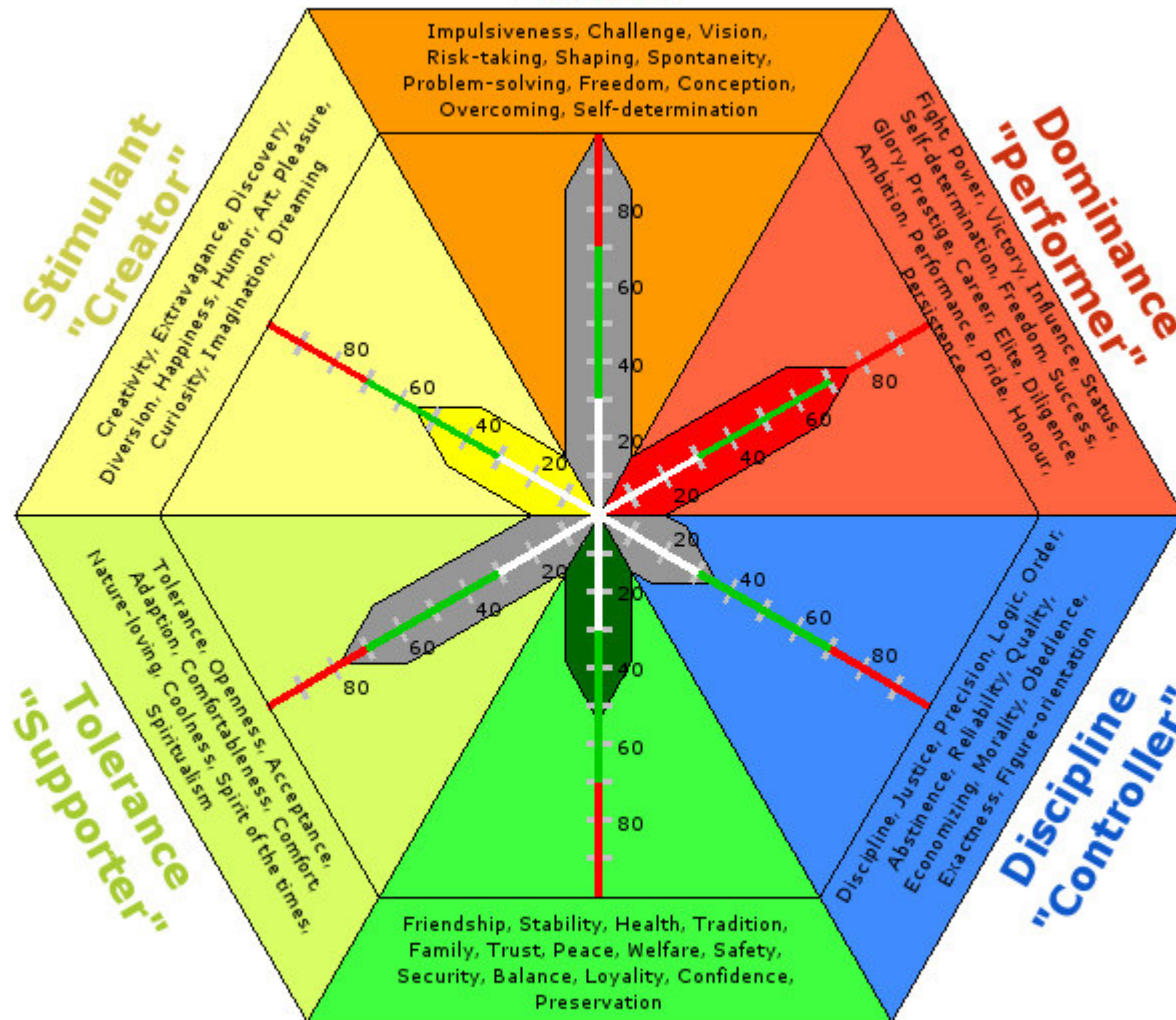 Impulsiveness, Challenge, Vision,
Risk-taking, Shaping, Spontaneity,
Problem-solving, Freedom, Conception,
Overcoming, Self-determination
Stimulant
"Creator"
Creativity, Extravagance, Discovery,
Diversion, Happiness, Humor, Art, Pleasure,
Curiosity, Imagination, Dreaming
Dominance
"Performer"
Fight, Power, Victory, Influence, Status,
Self-determination, Freedom, Success,
Glory, Prestige, Career, Elite, Diligence,
Ambition, Performance, Pride, Honour,
Persistence
80
60
40
20
80
60
40
20
80
60
40
20
20
40
60
80
20
40
60
80
20
40
60
80
Tolerance
"Supporter"
Tolerance, Openness, Acceptance,
Adaption, Comfortableness, Comfort,
Nature-loving, Coolness, Spirit of the times,
Spiritualism
Discipline
"Controller"
Discipline, Justice, Precision, Logic, Order,
Abstinence, Reliability, Quality,
Economizing, Morality, Obedience,
Exactness, Figure-orientation
Friendship, Stability, Health, Tradition,
Family, Trust, Peace, Welfare, Safety,
Security, Balance, Loyality, Confidence,
Preservation